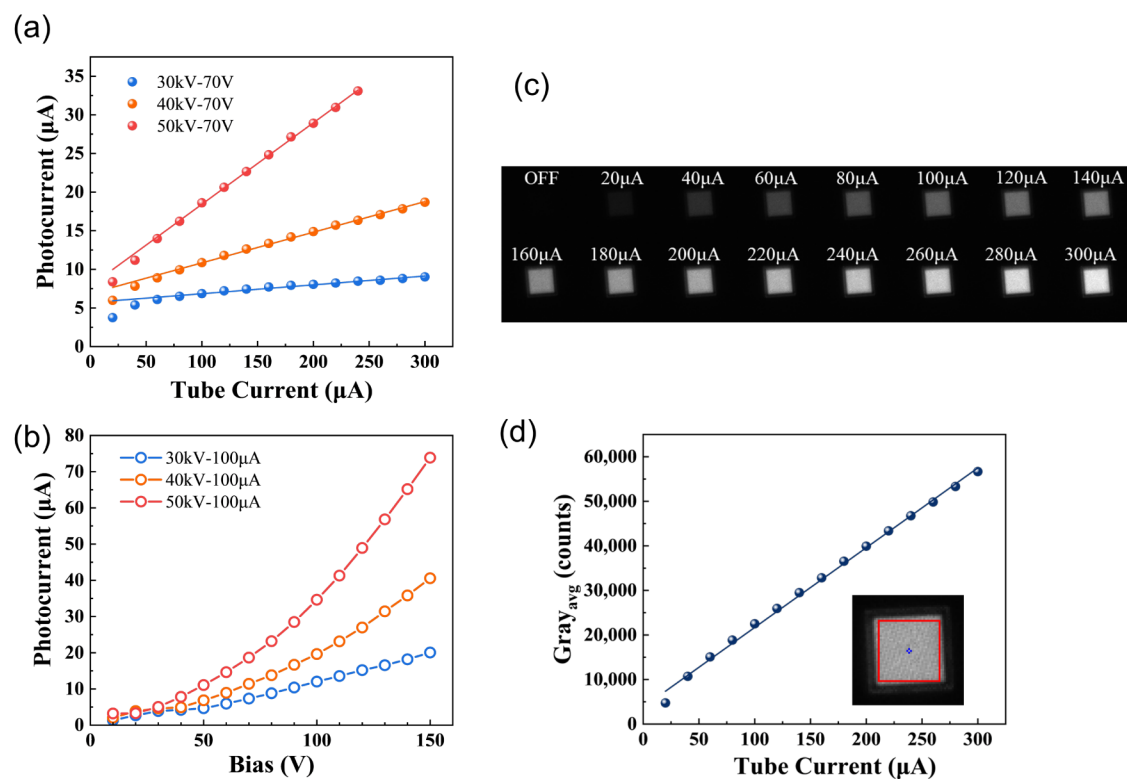 (a)
35
30
25
20
15
10
5
0
Photocurrent (μA)
30kV-70V
40kV-70V
50kV-70V
0 50 100 150 200 250 300
Tube Current (μA)
(b)
80
70
60
50
40
30
20
10
0
Photocurrent (μA)
30kV-100μA
40kV-100μA
50kV-100μA
0 50 100 150
Bias (V)
(c)
OFF 20μA 40μA 60μA 80μA 100μA 120μA 140μA
160μA 180μA 200μA 220μA 240μA 260μA 280μA 300μA
(d)
60,000
50,000
40,000
30,000
20,000
10,000
0
Gray_avg (counts)
0 50 100 150 200 250 300
Tube Current (μA)